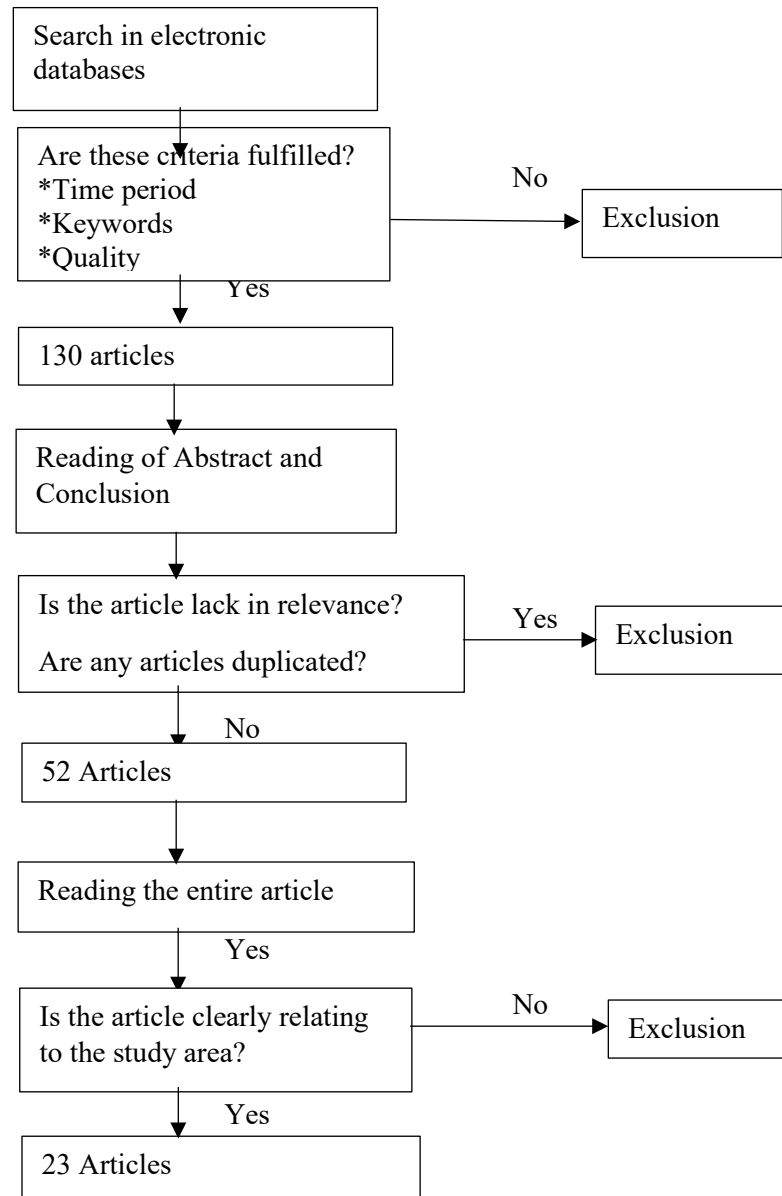 Search in electronic
databases
Are these criteria fulfilled?
*Time period
*Keywords
*Quality
No
Exclusion
Yes
130 articles
Reading of Abstract and
Conclusion
Is the article lack in relevance?
Are any articles duplicated?
Yes
Exclusion
No
52 Articles
Reading the entire article
Yes
Is the article clearly relating
to the study area?
No
Exclusion
Yes
23 Articles